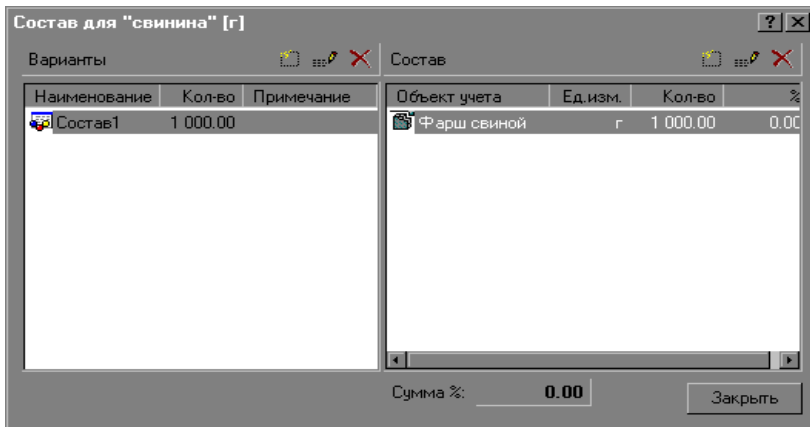 Состав для "свинина" [г]
Варианты
Состав
Наименование Кол-во Примечание
Объект учета Ед.изм. Кол-во %
Состав1 1 000.00
Фарш свиной г 1 000.00 0.00
Сумма %: 0.00
Закрыть